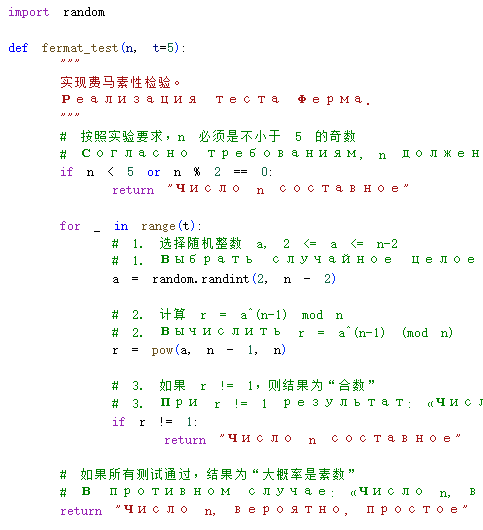 import random

def fermat_test(n, t=5):
    """
    实现费马素性检验。
    Реализация теста Ферма.
    """
    # 按照实验要求,n 必须是不小于 5 的奇数
    # Согласно требованиям, n должен
    if n < 5 or n % 2 == 0:
        return "Число n составное"

    for _ in range(t):
        # 1. 选择随机整数 a, 2 <= a <= n-2
        # 1. Выбрать случайное целое
        a = random.randint(2, n - 2)

        # 2. 计算 r = a^(n-1) mod n
        # 2. Вычислить r = a^(n-1) (mod n)
        r = pow(a, n - 1, n)

        # 3. 如果 r != 1,则结果为“合数”
        # 3. При r != 1 результат: «Чис
        if r != 1:
            return "Число n составное"

    # 如果所有测试通过,结果为“大概率是素数”
    # В противном случае: «Число n, в
    return "Число n, вероятно, простое"